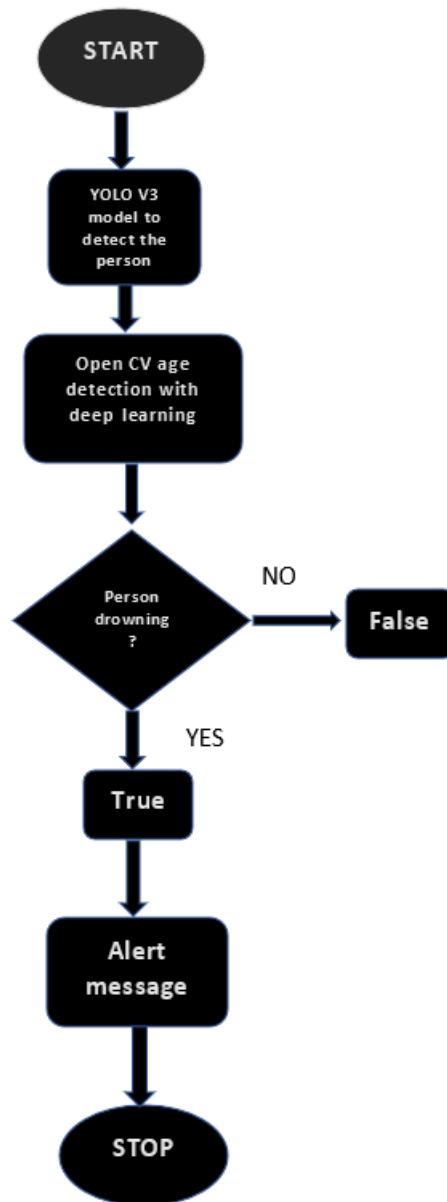 START
YOLO V3
model to
detect the
person
Open CV age
detection with
deep learning
Person
drowning
?
NO
False
YES
True
Alert
message
STOP